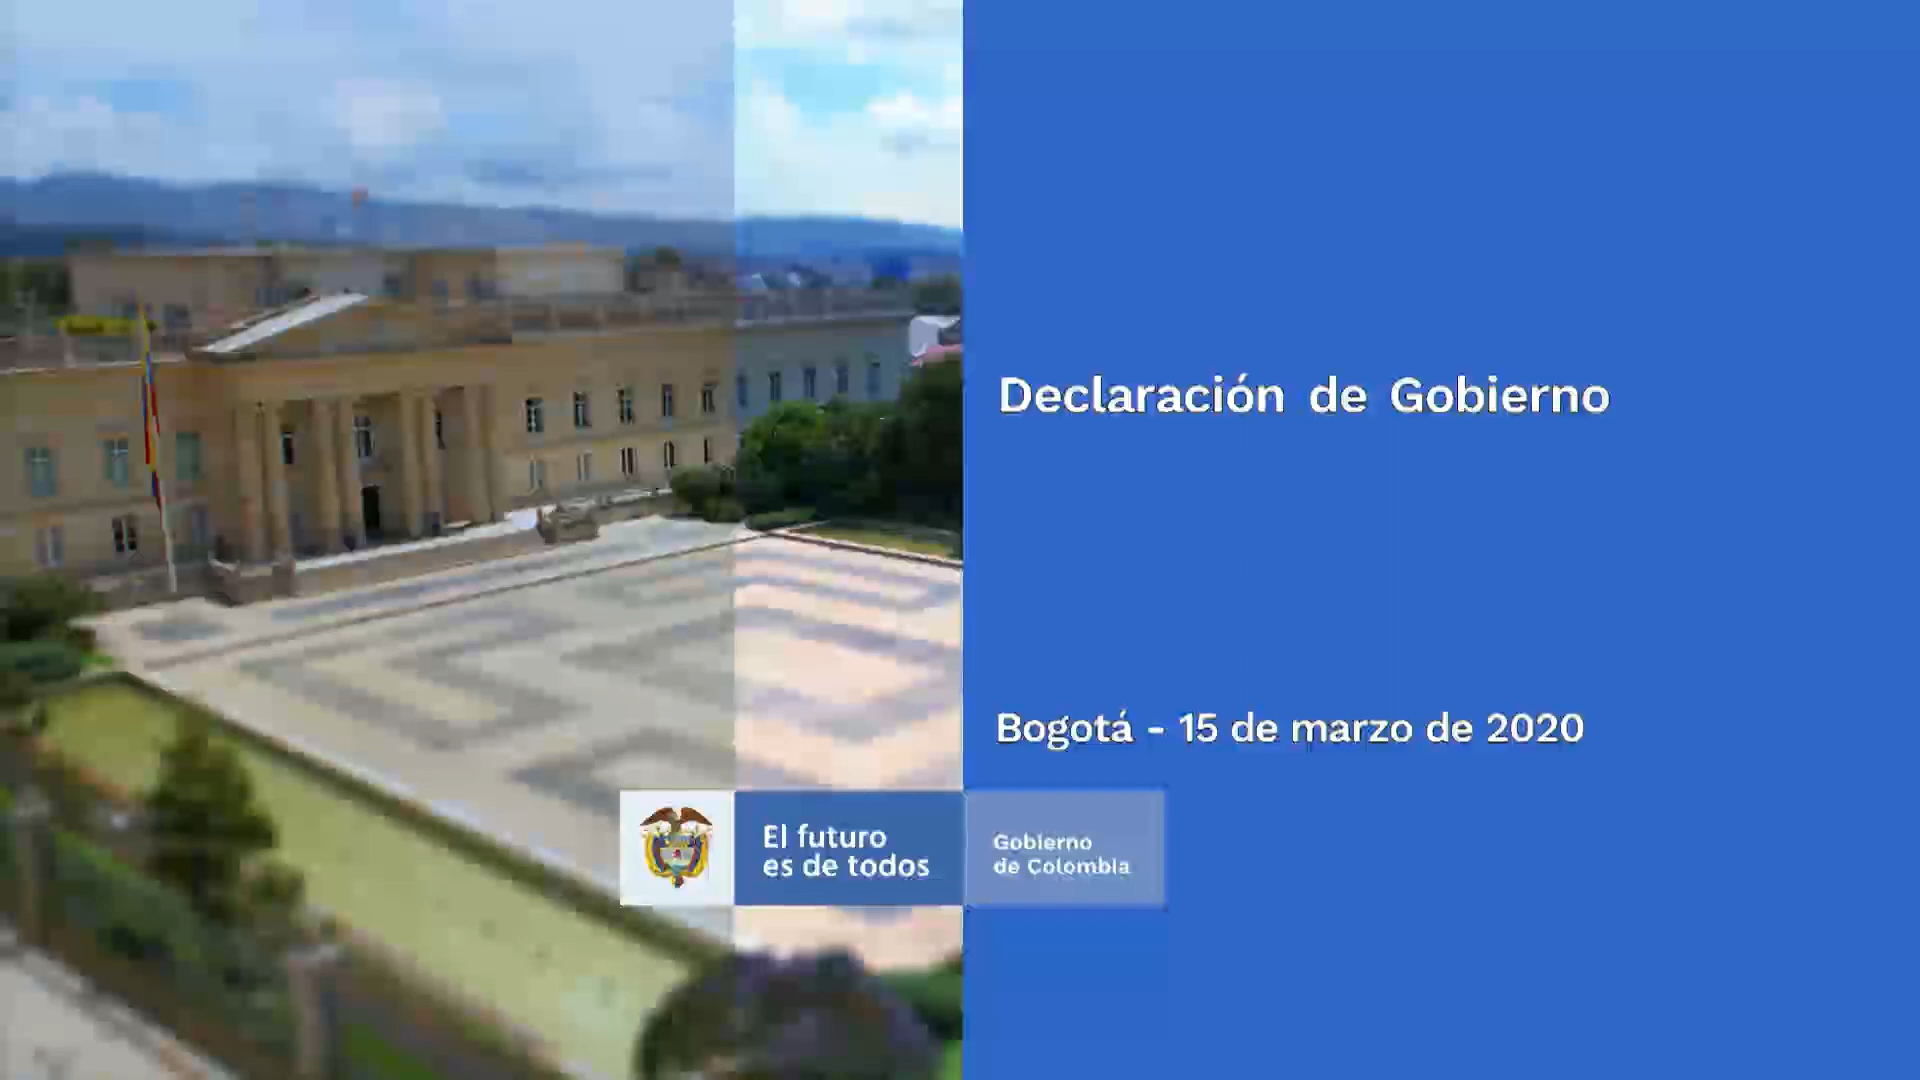 Declaración de Gobierno
Bogotá - 15 de marzo de 2020
El futuro
es de todos
Gobierno
de Colombia